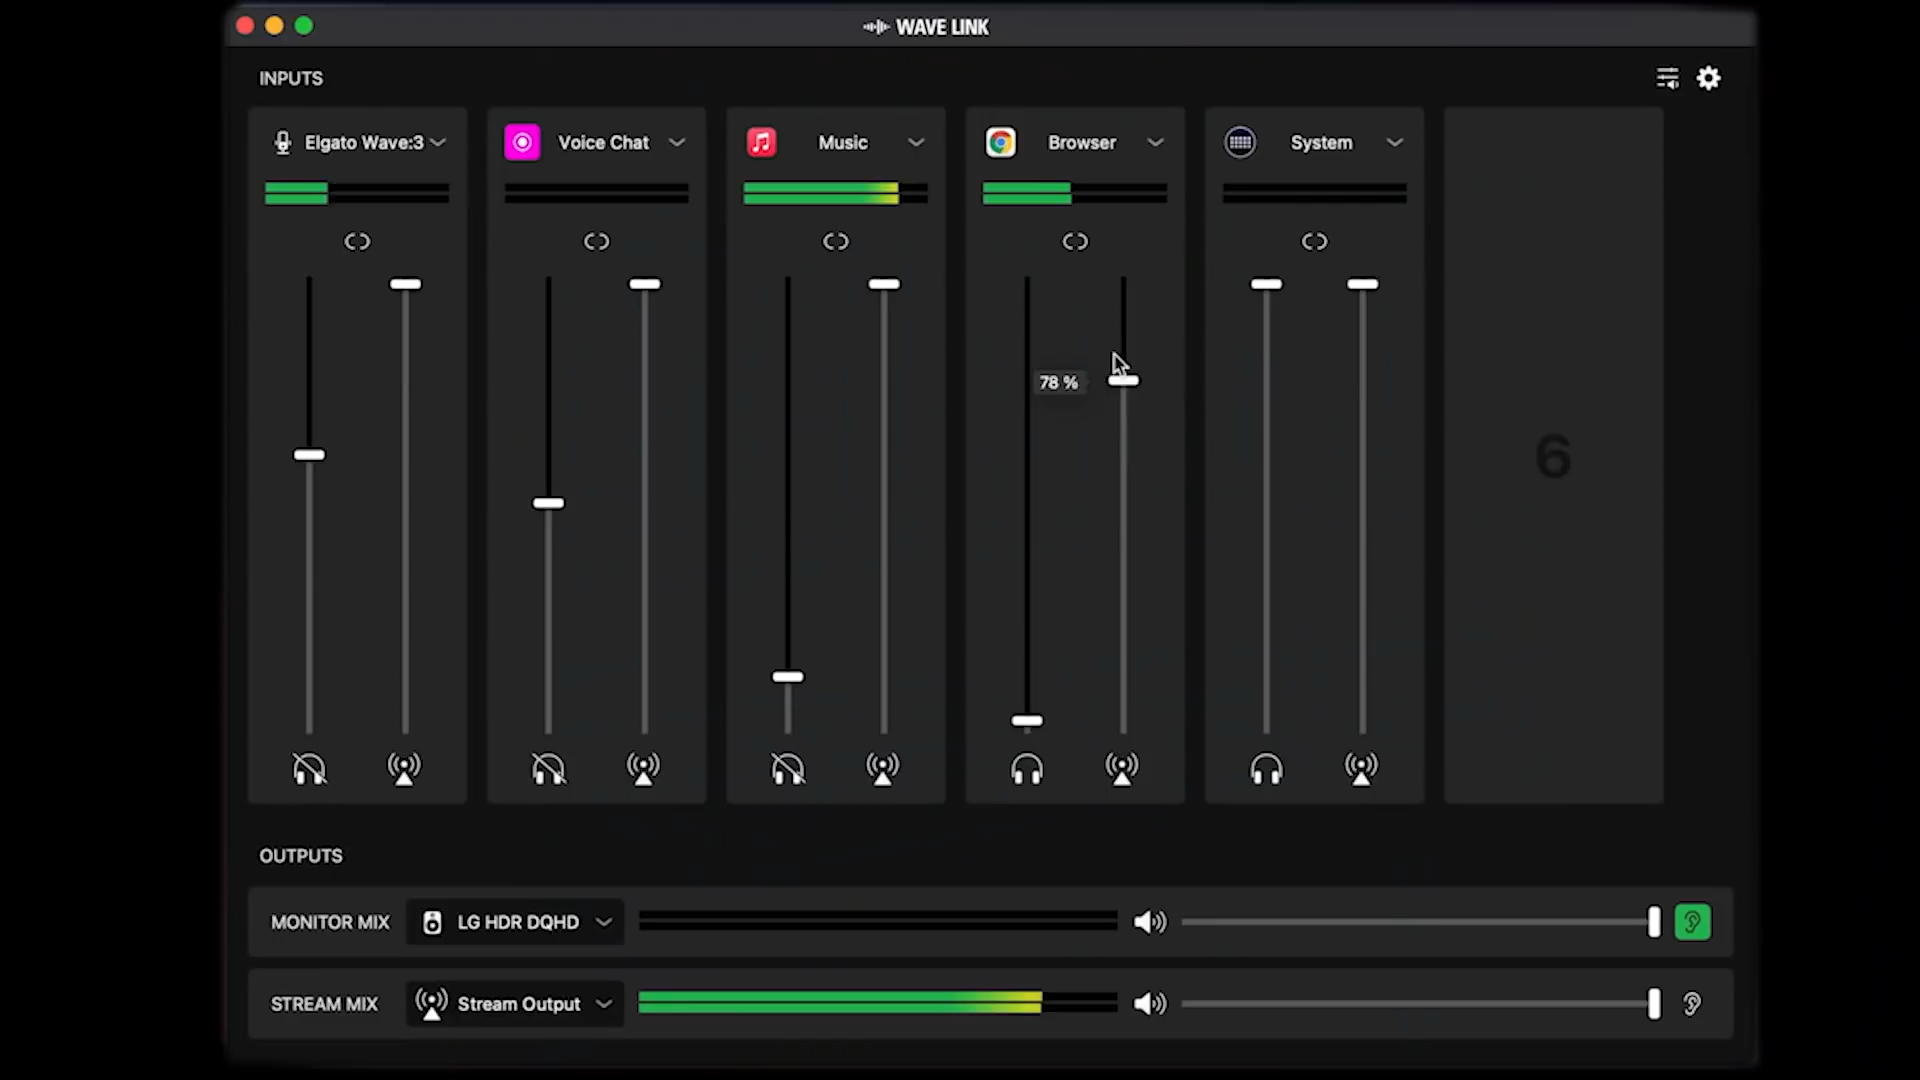 WAVE LINK
INPUTS
Elgato Wave:3
Voice Chat
Music
Browser
System
78 %
6
OUTPUTS
MONITOR MIX
LG HDR DQHD
STREAM MIX
Stream Output